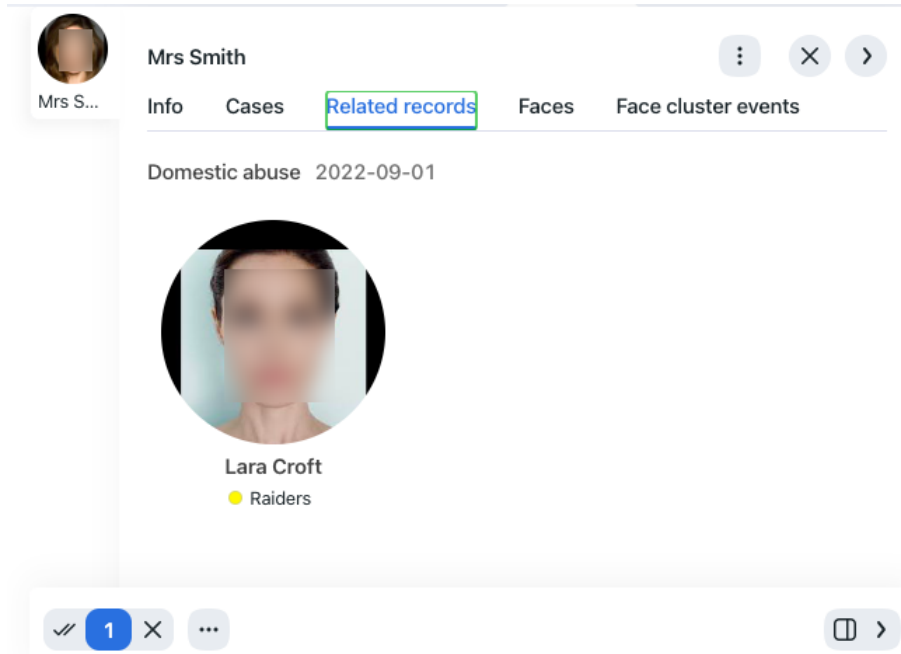 Mrs Smith
Mrs S...
Info Cases Related records Faces Face cluster events
Domestic abuse 2022-09-01
Lara Croft
Raiders
1